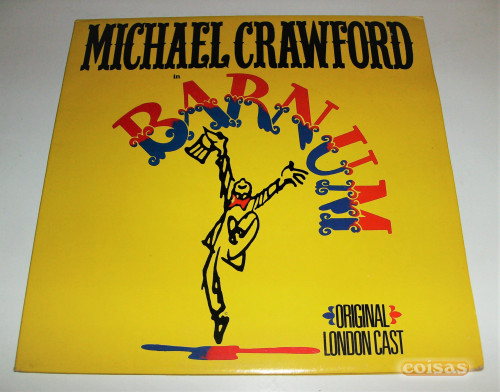 MICHAEL CRAWFORD
in
BARNUM
ORIGINAL
LONDON CAST
coisas